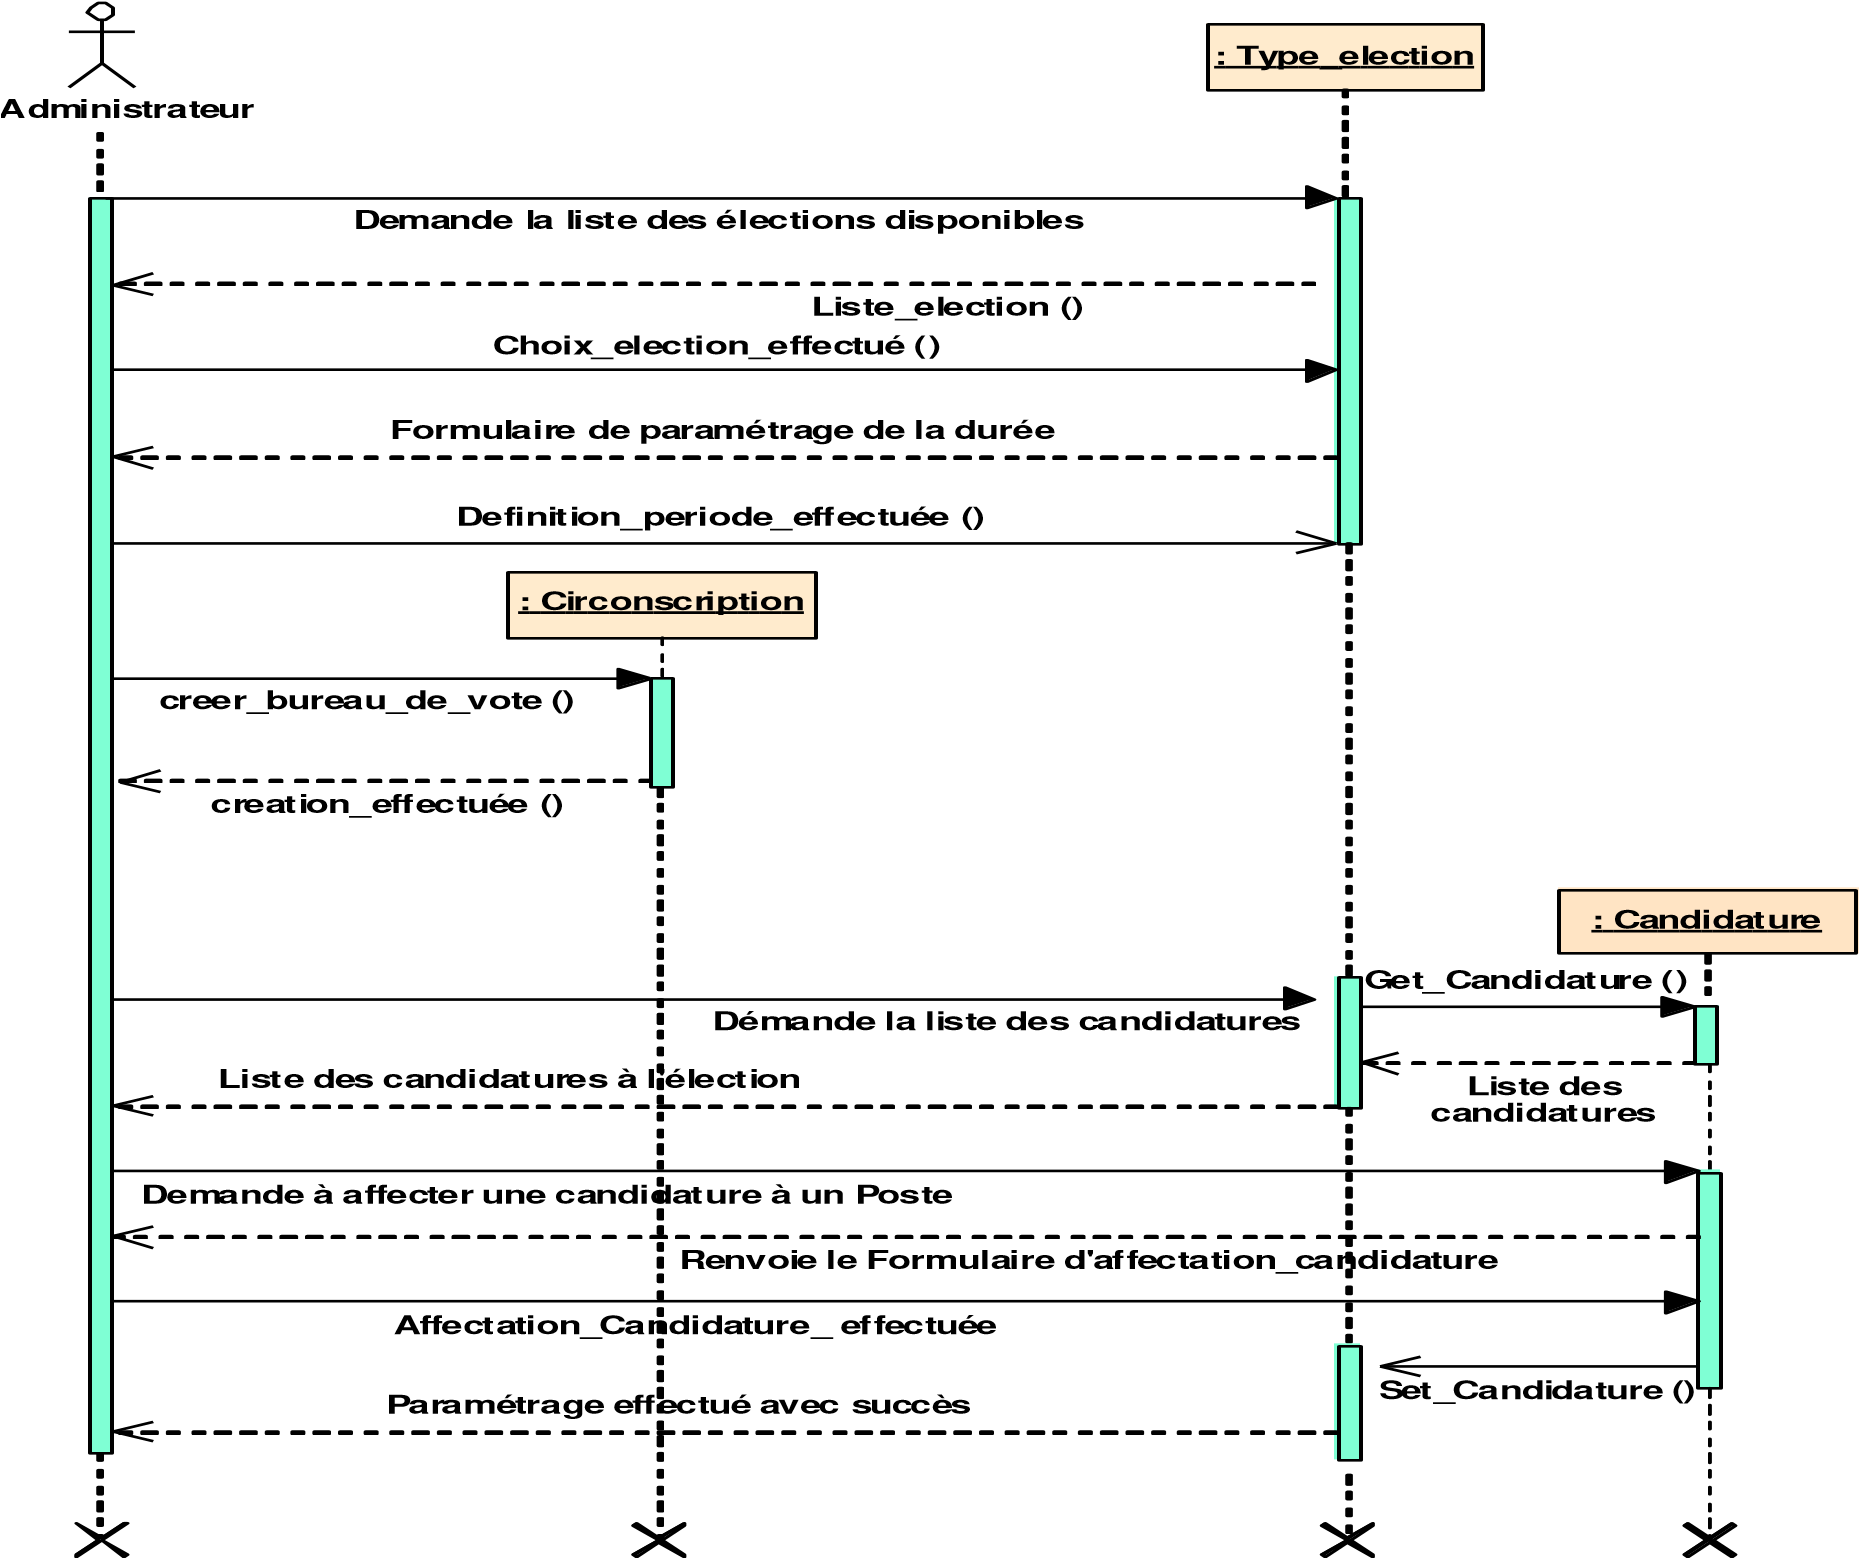 : Type_election
Administrateur
Demande la liste des élections disponibles
Liste_election ()
Choix_election_effectué ()
Formulaire de paramétrage de la durée
Definition_periode_effectuée ()
: Circonscription
creer_bureau_de_vote ()
creation_effectuée ()
: Candidature
Get_Candidature ()
Démande la liste des candidatures
Liste des candidatures à l'élection
Liste des
candidatures
Demande à affecter une candidature à un Poste
Renvoie le Formulaire d'affectation_candidature
Affectation_Candidature_ effectuée
Set_Candidature ()
Paramétrage effectué avec succès